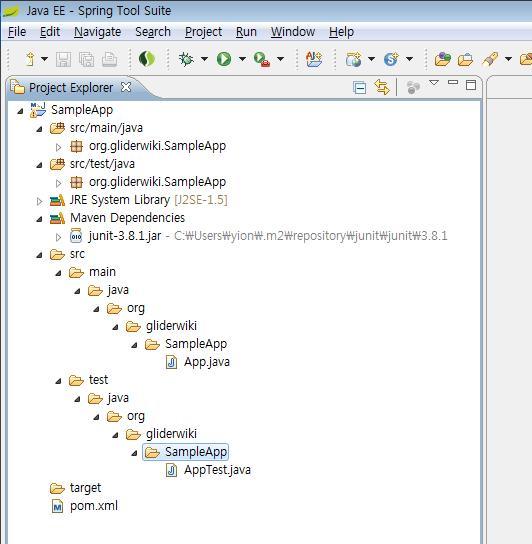 Java EE - Spring Tool Suite
File Edit Navigate Search Project Run Window Help
Project Explorer
SampleApp
src/main/java
org.gliderwiki.SampleApp
src/test/java
org.gliderwiki.SampleApp
JRE System Library [J2SE-1.5]
Maven Dependencies
junit-3.8.1.jar - C:₩Users₩yion₩.m2₩repository₩junit₩junit₩3.8.1
src
main
java
org
gliderwiki
SampleApp
App.java
test
java
org
gliderwiki
SampleApp
AppTest.java
target
pom.xml